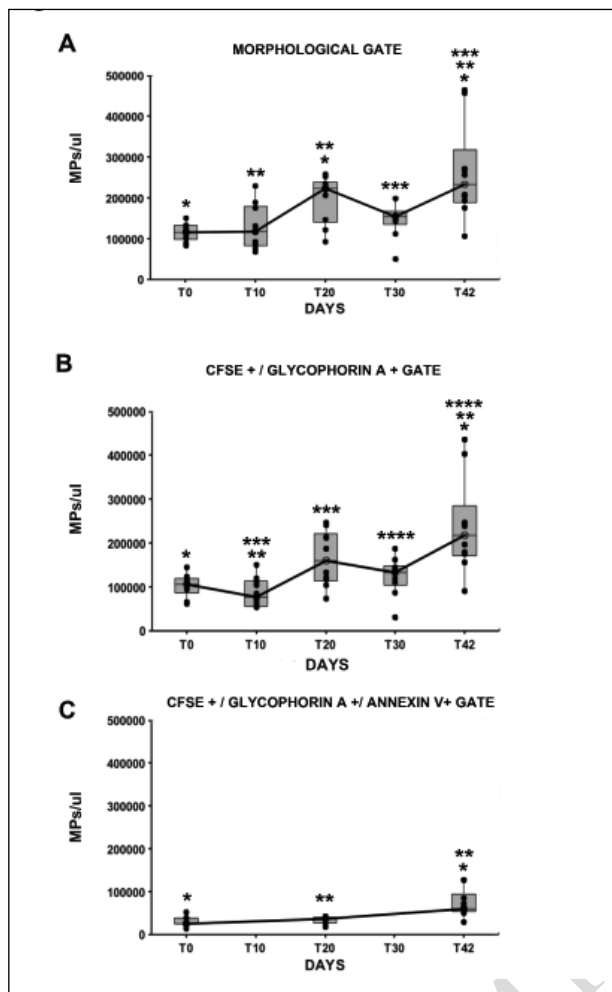 A
MORPHOLOGICAL GATE
***
**
*
**
*
**
***
*
500000
400000
300000
200000
100000
0
MPs/ul
T0 T10 T20 T30 T42
DAYS
B
CFSE + / GLYCOPHORIN A + GATE
****
**
*
***
****
***
**
*
500000
400000
300000
200000
100000
0
MPs/ul
T0 T10 T20 T30 T42
DAYS
C
CFSE + / GLYCOPHORIN A +/ ANNEXIN V+ GATE
**
*
*
**
500000
400000
300000
200000
100000
0
MPs/ul
T0 T10 T20 T30 T42
DAYS